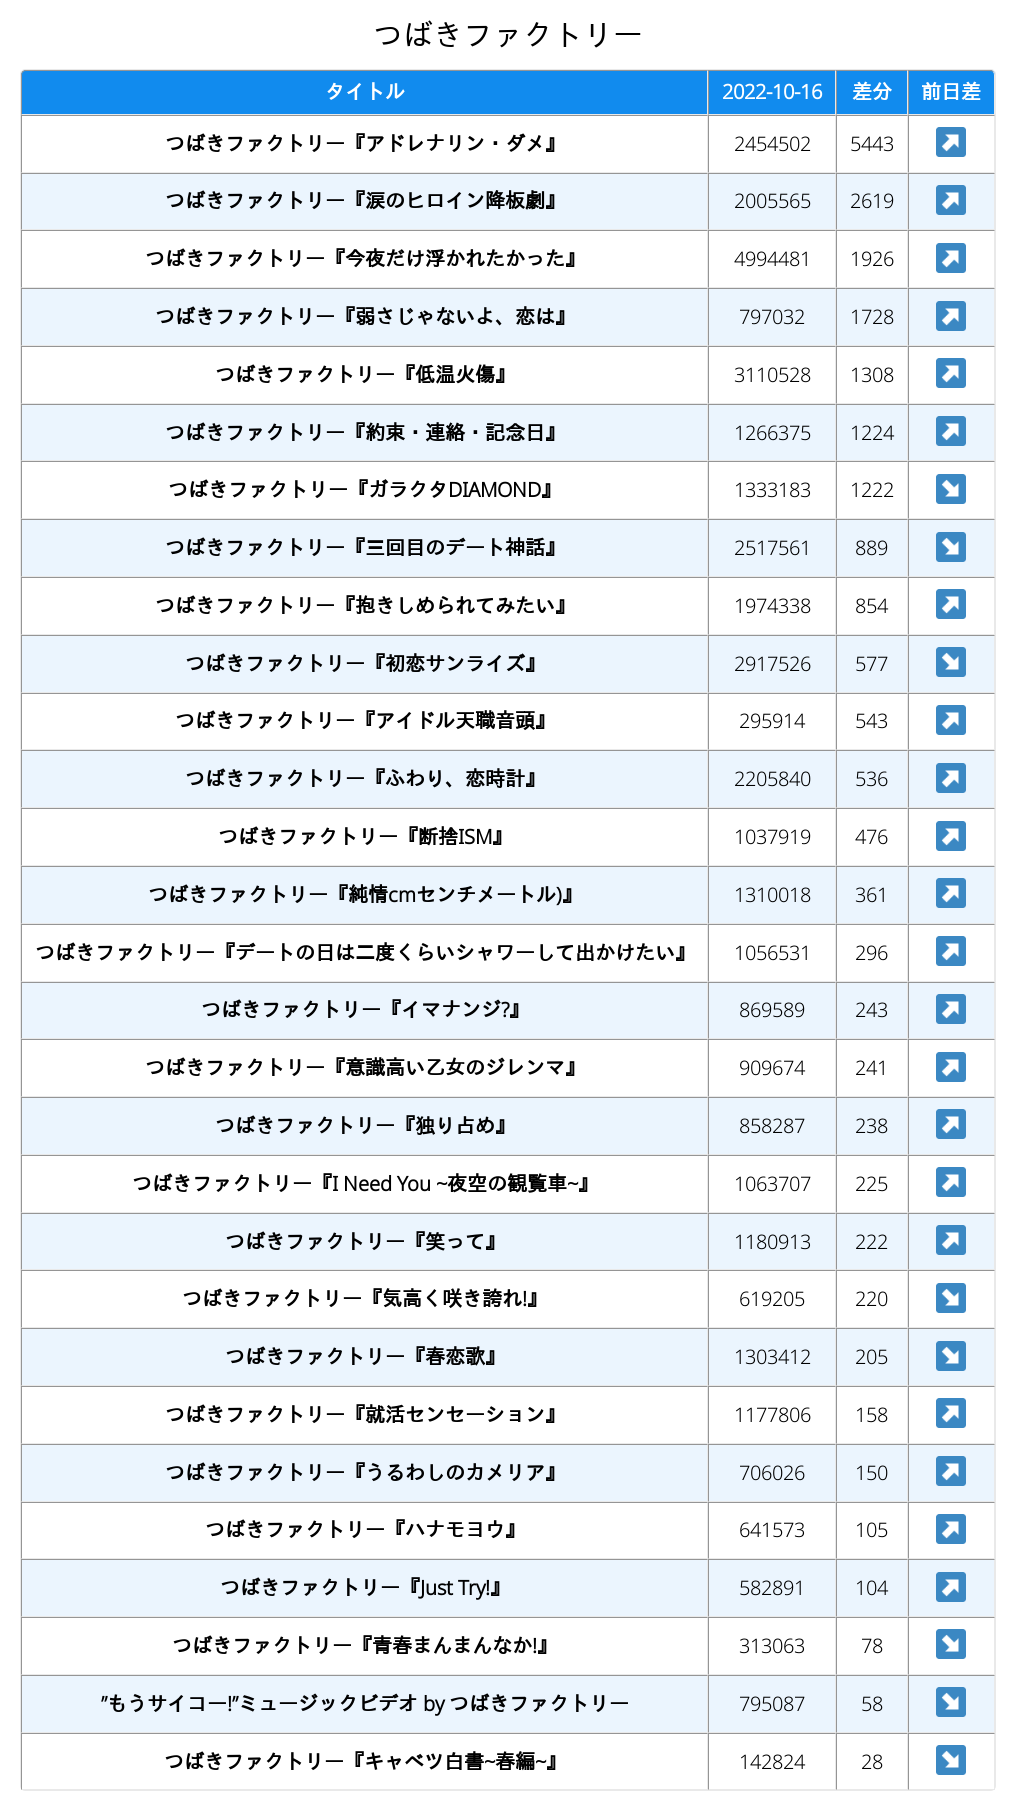 つばきファクトリー
タイトル 2022-10-16 差分 前日差
つばきファクトリー『アドレナリン・ダメ』 2454502 5443 ↗
つばきファクトリー『涙のヒロイン降板劇』 2005565 2619 ↗
つばきファクトリー『今夜だけ浮かれたかった』 4994481 1926 ↗
つばきファクトリー『弱さじゃないよ、恋は』 797032 1728 ↗
つばきファクトリー『低温火傷』 3110528 1308 ↗
つばきファクトリー『約束・連絡・記念日』 1266375 1224 ↗
つばきファクトリー『ガラクタDIAMOND』 1333183 1222 ↘
つばきファクトリー『三回目のデート神話』 2517561 889 ↘
つばきファクトリー『抱きしめられてみたい』 1974338 854 ↗
つばきファクトリー『初恋サンライズ』 2917526 577 ↘
つばきファクトリー『アイドル天職音頭』 295914 543 ↗
つばきファクトリー『ふわり、恋時計』 2205840 536 ↗
つばきファクトリー『断捨ISM』 1037919 476 ↗
つばきファクトリー『純情cmセンチメートル)』 1310018 361 ↗
つばきファクトリー『デートの日は二度くらいシャワーして出かけたい』 1056531 296 ↗
つばきファクトリー『イマナンジ?』 869589 243 ↗
つばきファクトリー『意識高い乙女のジレンマ』 909674 241 ↗
つばきファクトリー『独り占め』 858287 238 ↗
つばきファクトリー『I Need You ~夜空の観覧車~』 1063707 225 ↗
つばきファクトリー『笑って』 1180913 222 ↗
つばきファクトリー『気高く咲き誇れ!』 619205 220 ↘
つばきファクトリー『春恋歌』 1303412 205 ↘
つばきファクトリー『就活センセーション』 1177806 158 ↗
つばきファクトリー『うるわしのカメリア』 706026 150 ↗
つばきファクトリー『ハナモヨウ』 641573 105 ↗
つばきファクトリー『Just Try!』 582891 104 ↗
つばきファクトリー『青春まんまんなか!』 313063 78 ↘
”もうサイコー!”ミュージックビデオ by つばきファクトリー 795087 58 ↘
つばきファクトリー『キャベツ白書~春編~』 142824 28 ↘